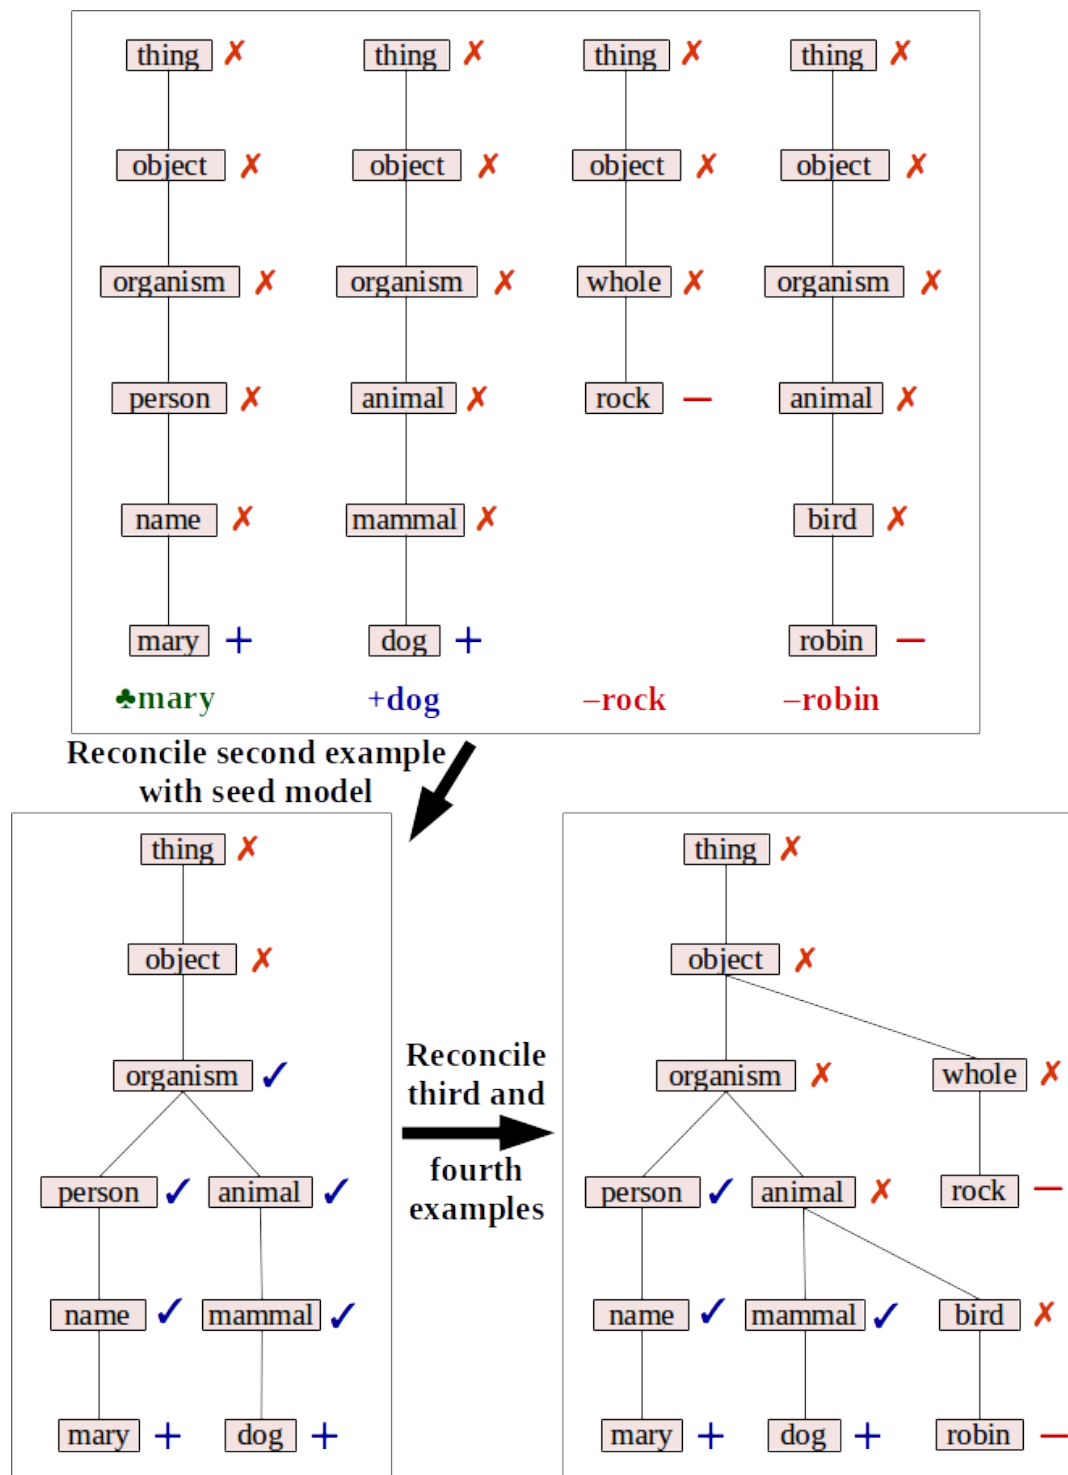 thing ✗ thing ✗ thing ✗ thing ✗
object ✗ object ✗ object ✗ object ✗
organism ✗ organism ✗ whole ✗ organism ✗
person ✗ animal ✗ rock – animal ✗
name ✗ mammal ✗ bird ✗
mary + dog + robin –
♣mary +dog –rock –robin
Reconcile second example
with seed model
thing ✗
object ✗
organism ✓
person ✓ animal ✓
name ✓ mammal ✓
mary + dog +
Reconcile
third and
fourth
examples
thing ✗
object ✗
organism ✗ whole ✗
person ✓ animal ✗ rock –
name ✓ mammal ✓ bird ✗
mary + dog + robin –